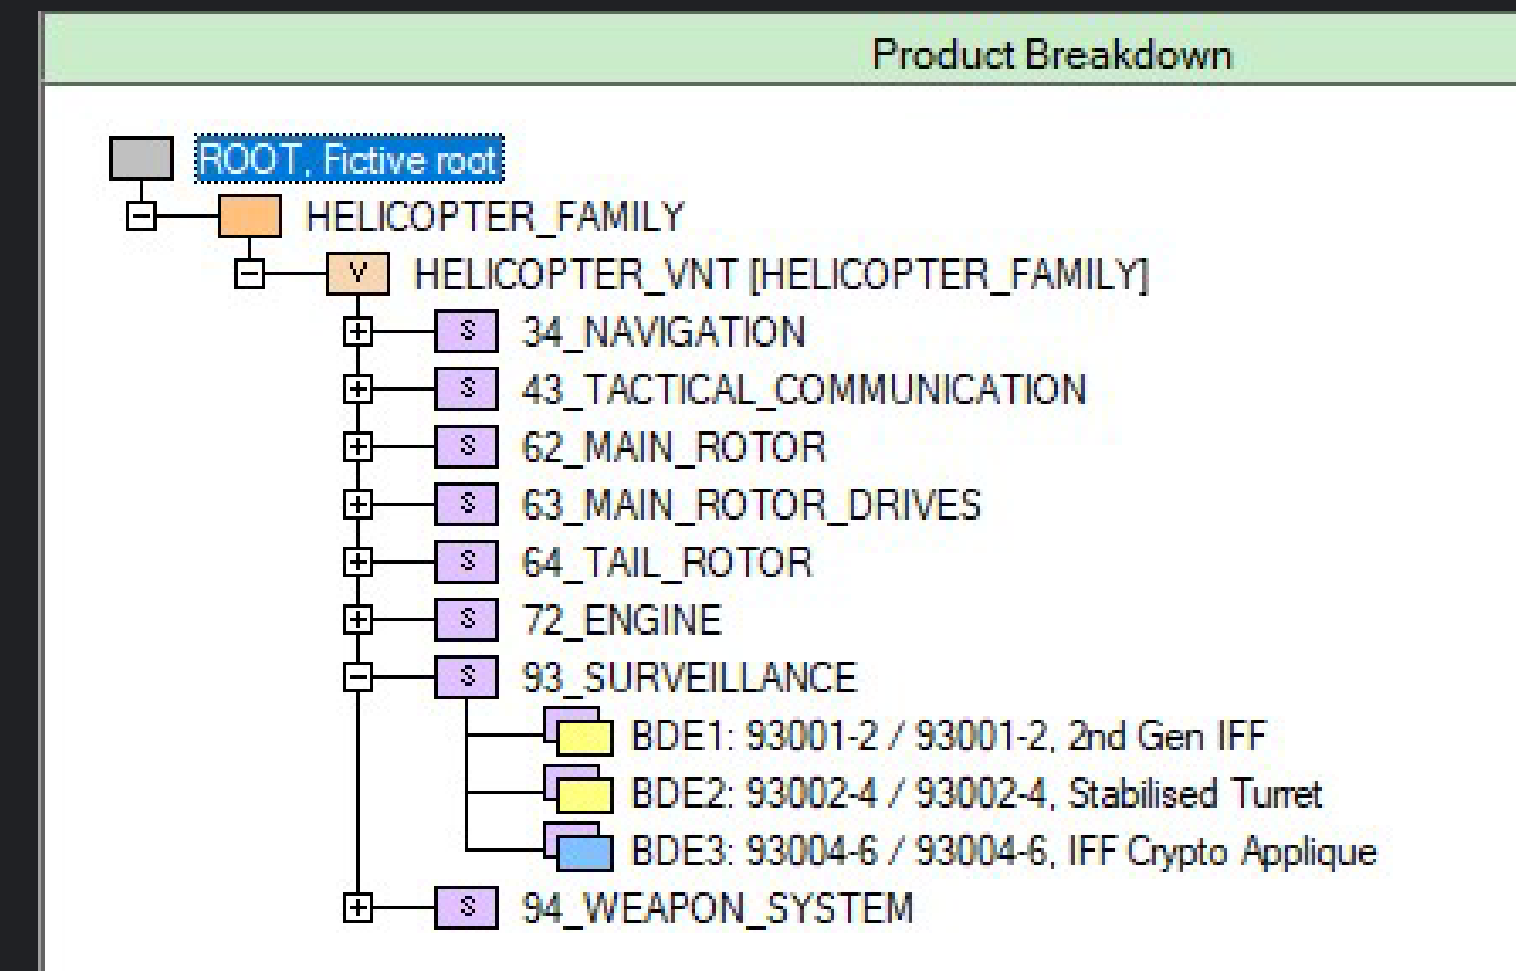 Product Breakdown
ROOT, Fictive root
HELICOPTER_FAMILY
V HELICOPTER_VNT [HELICOPTER_FAMILY]
S 34_NAVIGATION
S 43_TACTICAL_COMMUNICATION
S 62_MAIN_ROTOR
S 63_MAIN_ROTOR_DRIVES
S 64_TAIL_ROTOR
S 72_ENGINE
S 93_SURVEILLANCE
BDE1: 93001-2 / 93001-2, 2nd Gen IFF
BDE2: 93002-4 / 93002-4, Stabilised Turret
BDE3: 93004-6 / 93004-6, IFF Crypto Applique
S 94_WEAPON_SYSTEM